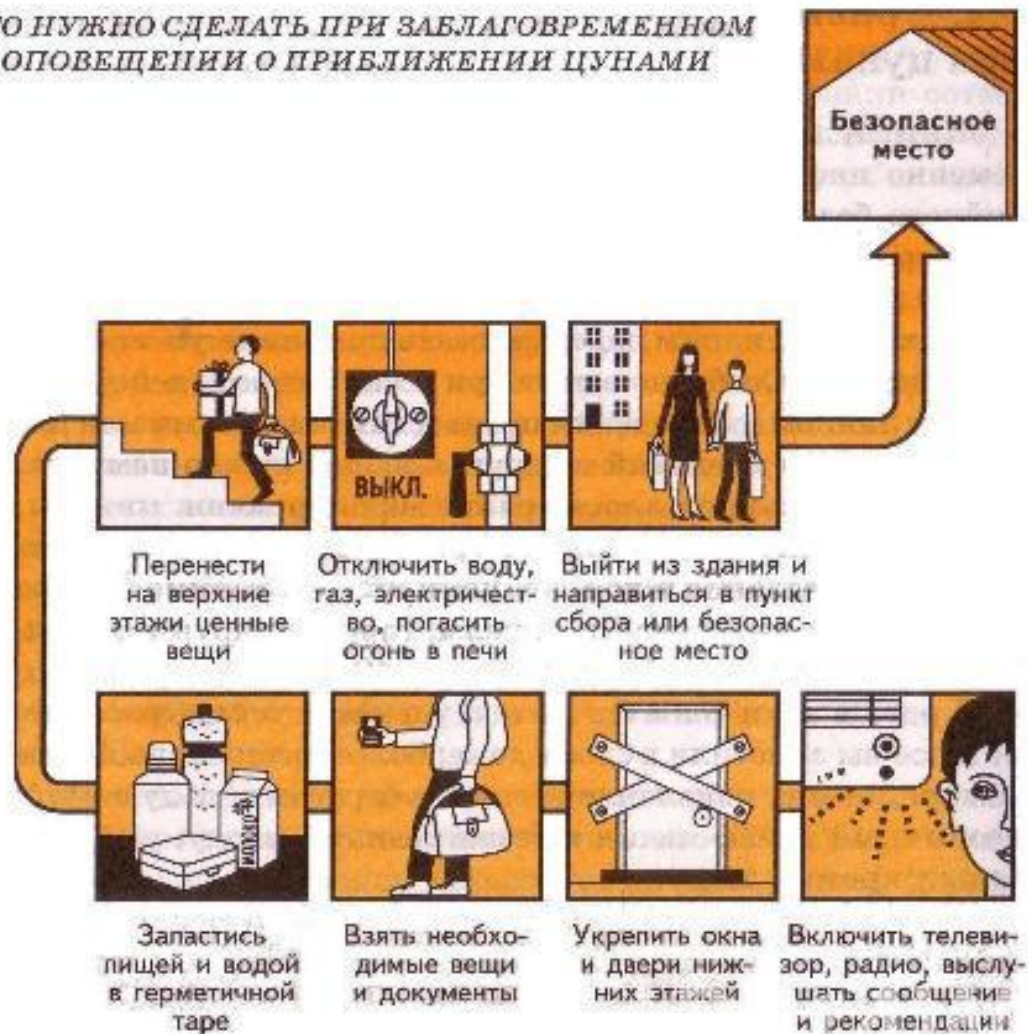 О НУЖНО СДЕЛАТЬ ПРИ ЗАБЛАГОВРЕМЕННОМ
ОПОВЕЩЕНИИ О ПРИБЛИЖЕНИИ ЦУНАМИ
Безопасное
место
ВЫКЛ.
Перенести
на верхние
этажи ценные
вещи
Отключить воду,
газ, электричест-
во, погасить
огонь в печи
Выйти из здания и
направиться в пункт
сбора или безопас-
ное место
МОЛОКО
Запастись
пищей и водой
в герметичной
таре
Взять необхо-
димые вещи
и документы
Укрепить окна
и двери ниж-
них этажей
Включить телеви-
зор, радио, выслу-
шать сообщение
и рекомендации